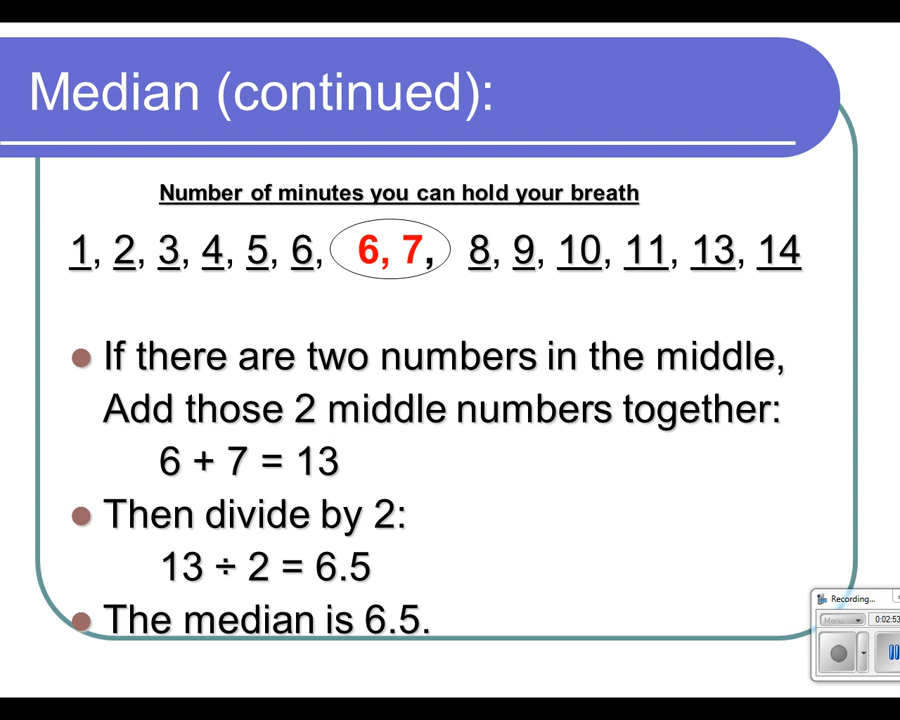 Median (continued):
Number of minutes you can hold your breath
1, 2, 3, 4, 5, 6, 6, 7, 8, 9, 10, 11, 13, 14
If there are two numbers in the middle,
Add those 2 middle numbers together:
6 + 7 = 13
Then divide by 2:
13 ÷ 2 = 6.5
The median is 6.5.
Recording...
Menu
0:02:53